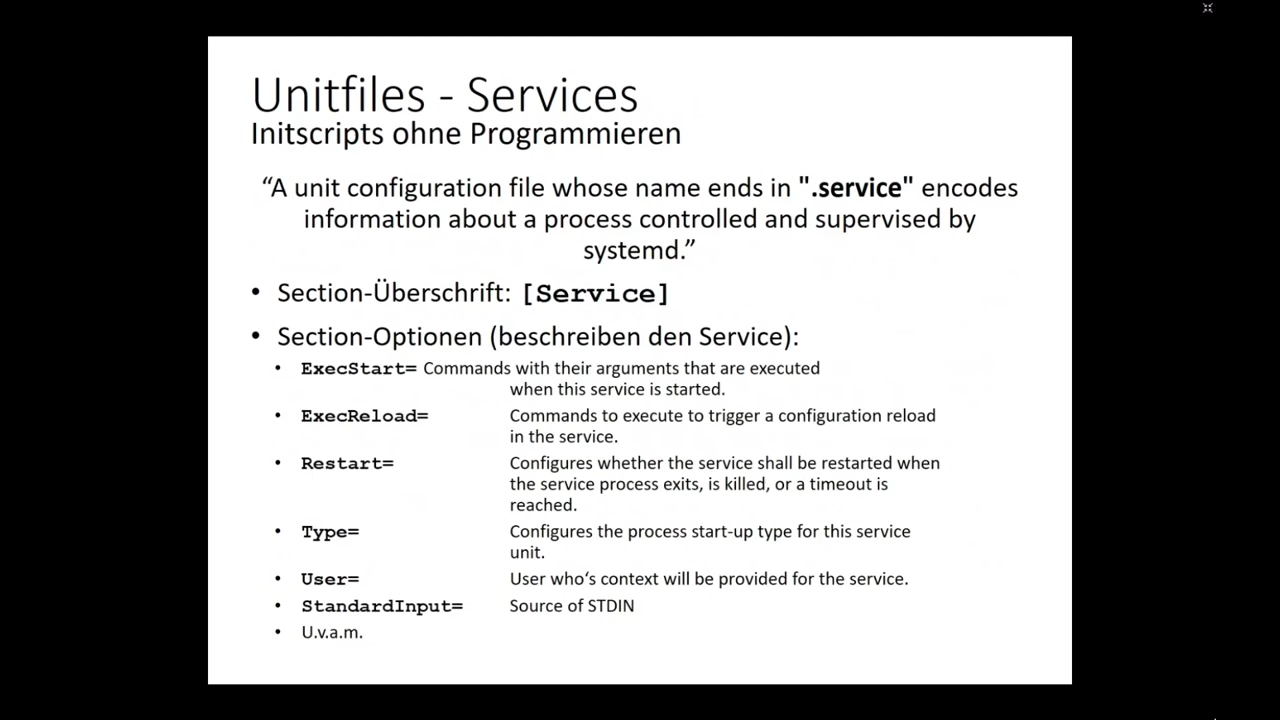 Unitfiles - Services
Initscripts ohne Programmieren
“A unit configuration file whose name ends in ".service" encodes
information about a process controlled and supervised by
systemd.”
• Section-Überschrift: [Service]
• Section-Optionen (beschreiben den Service):
• ExecStart= Commands with their arguments that are executed
when this service is started.
• ExecReload= Commands to execute to trigger a configuration reload
in the service.
• Restart= Configures whether the service shall be restarted when
the service process exits, is killed, or a timeout is
reached.
• Type= Configures the process start-up type for this service
unit.
• User= User who‘s context will be provided for the service.
• StandardInput= Source of STDIN
• U.v.a.m.